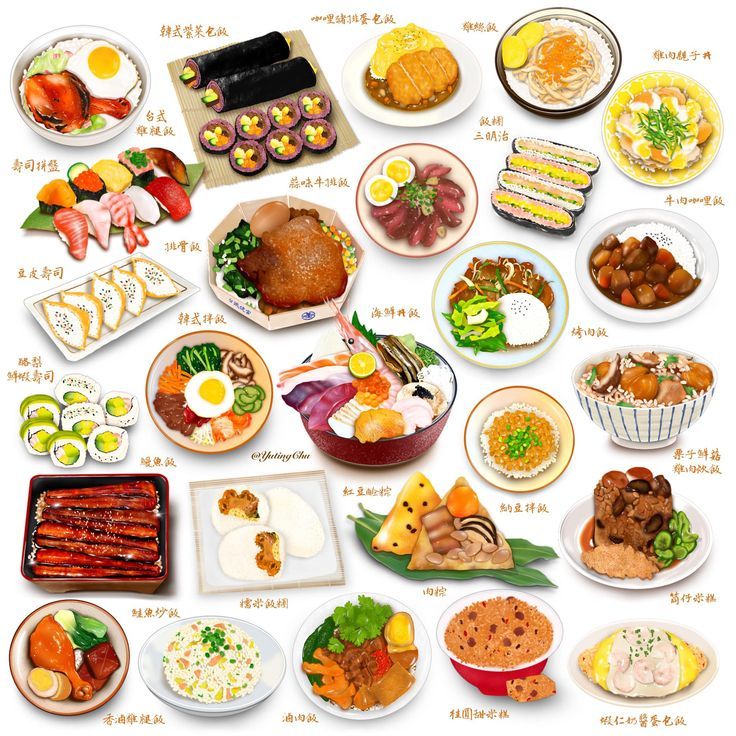 韓式紫菜包飯
咖哩豬排蛋包飯
雞絲飯
雞肉親子丼
台式
雞腿飯
飯糰
三明治
壽司拼盤
蒜味牛排飯
牛肉咖哩飯
排骨飯
豆皮壽司
韓式拌飯
海鮮丼飯
烤肉飯
酪梨
鮮蝦壽司
鰻魚飯
@YutingChu
栗子鮮菇
雞肉炊飯
紅豆鹼粽
納豆拌飯
糯米飯糰
肉粽
筒仔米糕
鮭魚炒飯
香滷雞腿飯
滷肉飯
桂圓甜米糕
蝦仁奶醬蛋包飯